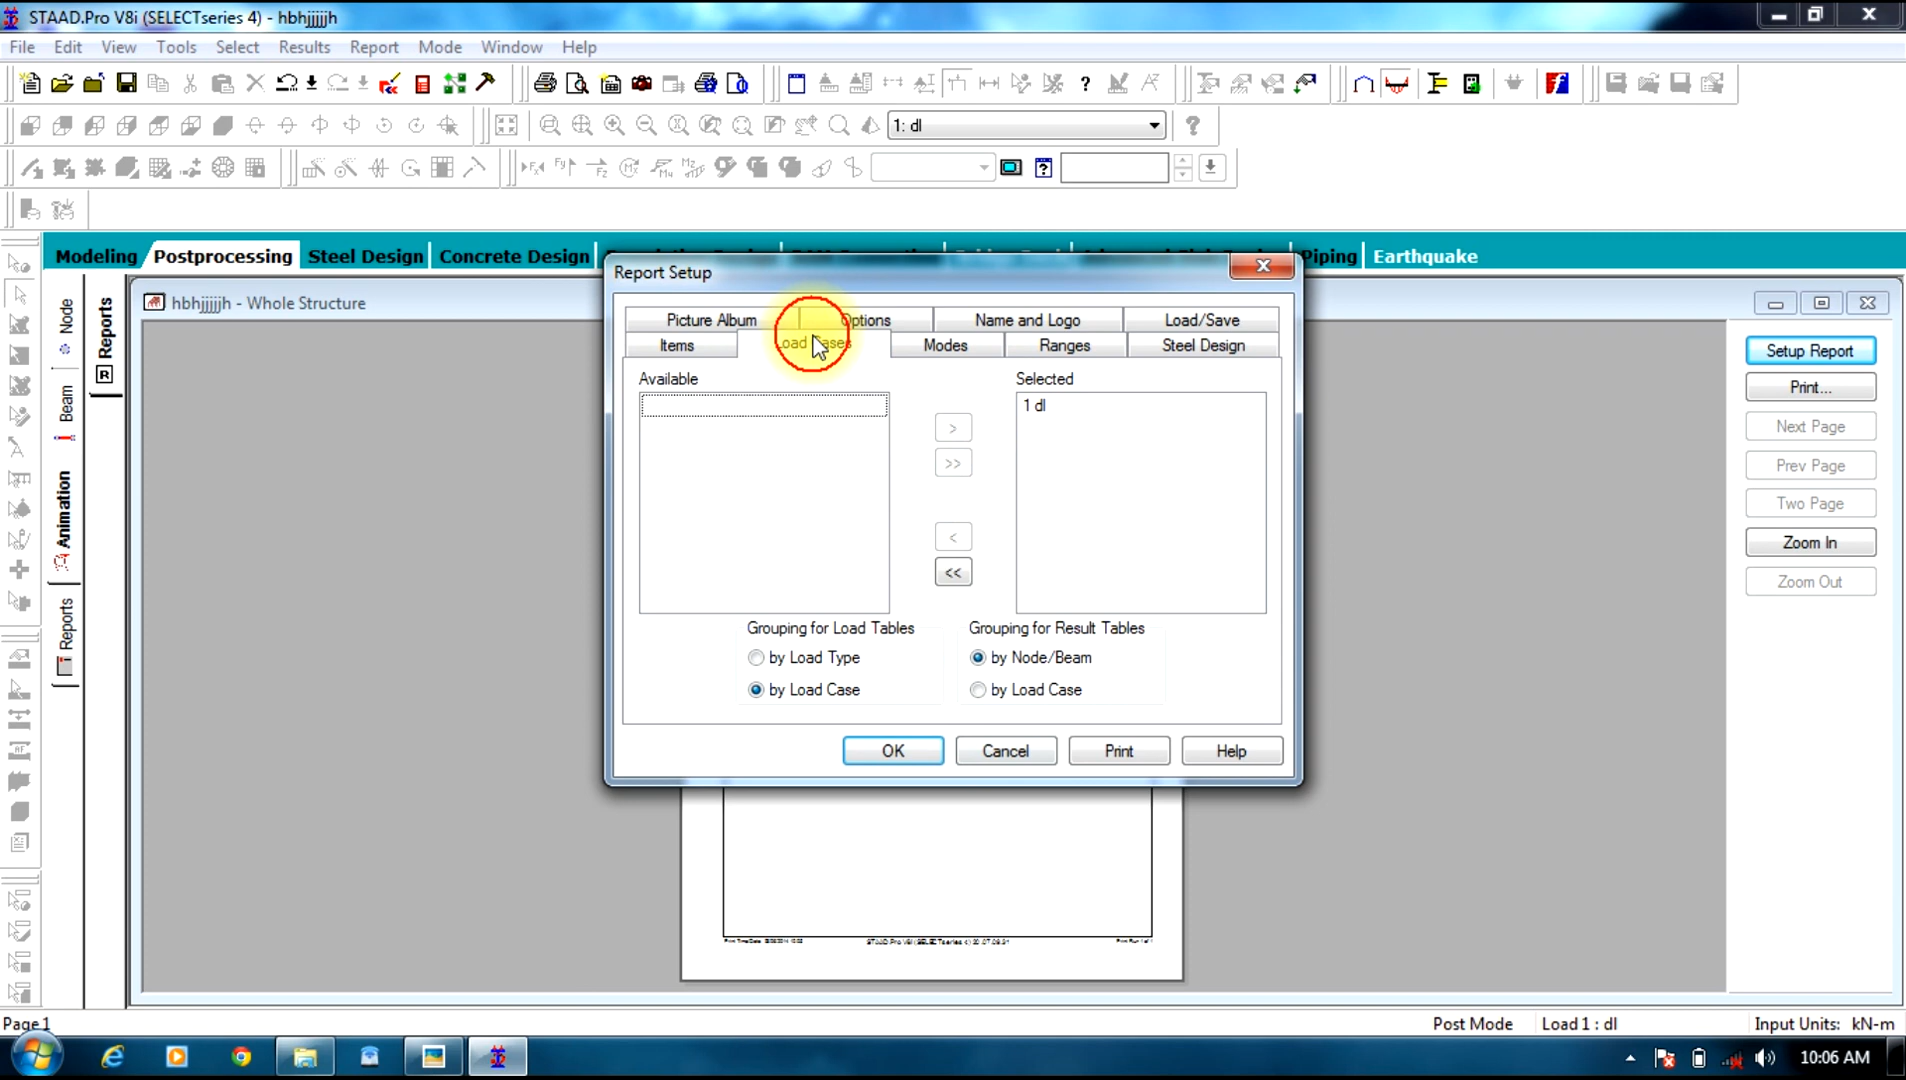 STAAD.Pro V8i (SELECTseries 4) - hbhjjjjjh
File Edit View Tools Select Results Report Mode Window Help
1: dl
Modeling Postprocessing Steel Design Concrete Design Piping Earthquake
Report Setup
hbhjjjjjh - Whole Structure
Node
Beam
Animation
Reports
Reports
Picture Album Options Name and Logo Load/Save
Items Load Cases Modes Ranges Steel Design
Available
Selected
1 dl
>
>>
<
<<
Grouping for Load Tables
by Load Type
by Load Case
Grouping for Result Tables
by Node/Beam
by Load Case
OK Cancel Print Help
Setup Report
Print...
Next Page
Prev Page
Two Page
Zoom In
Zoom Out
Page1
Post Mode Load 1 : dl Input Units: kN-m
10:06 AM